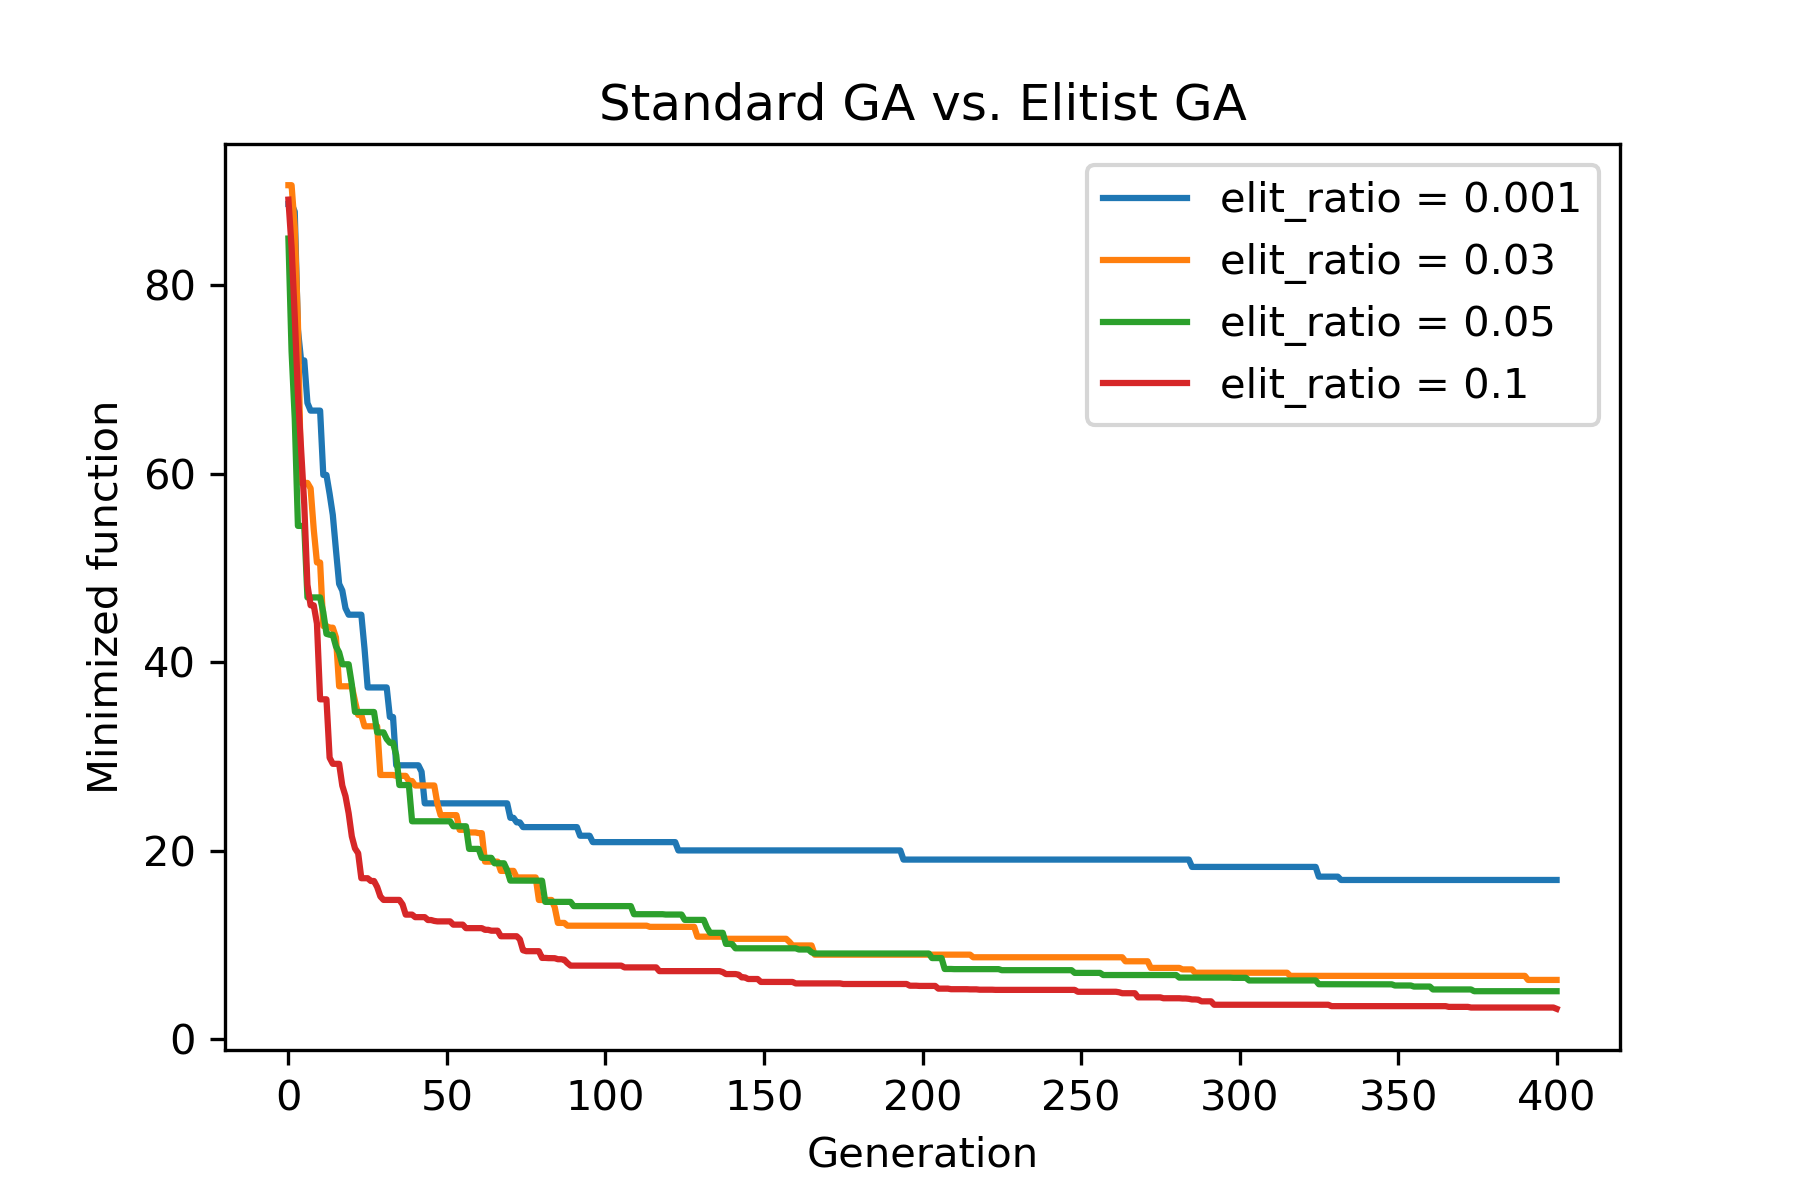 Standard GA vs. Elitist GA
elit_ratio = 0.001
elit_ratio = 0.03
elit_ratio = 0.05
elit_ratio = 0.1
Minimized function
80
60
40
20
0
0 50 100 150 200 250 300 350 400
Generation